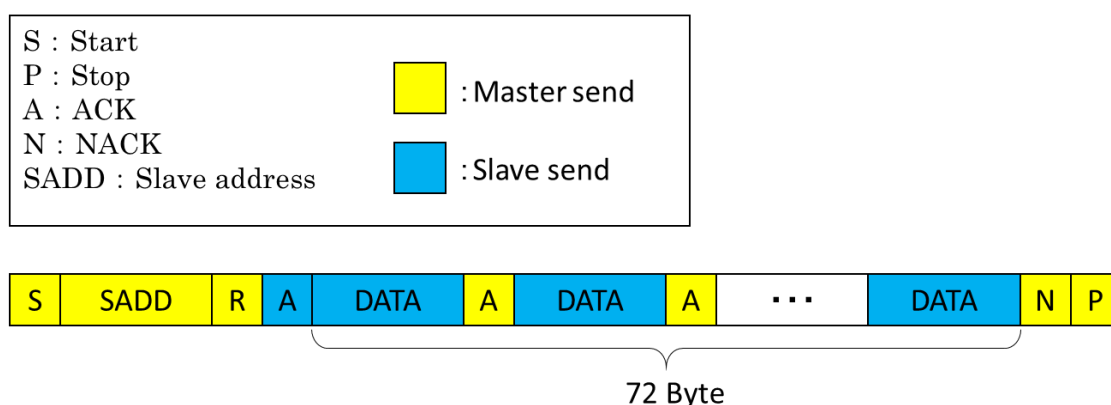 S : Start
P : Stop
A : ACK
N : NACK
SADD : Slave address
: Master send
: Slave send
S SADD R A DATA A DATA A ··· DATA N P
72 Byte